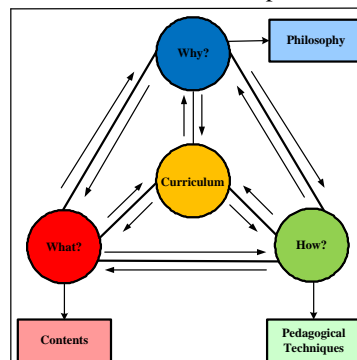 Why?
Philosophy
Curriculum
What?
How?
Contents
Pedagogical
Techniques